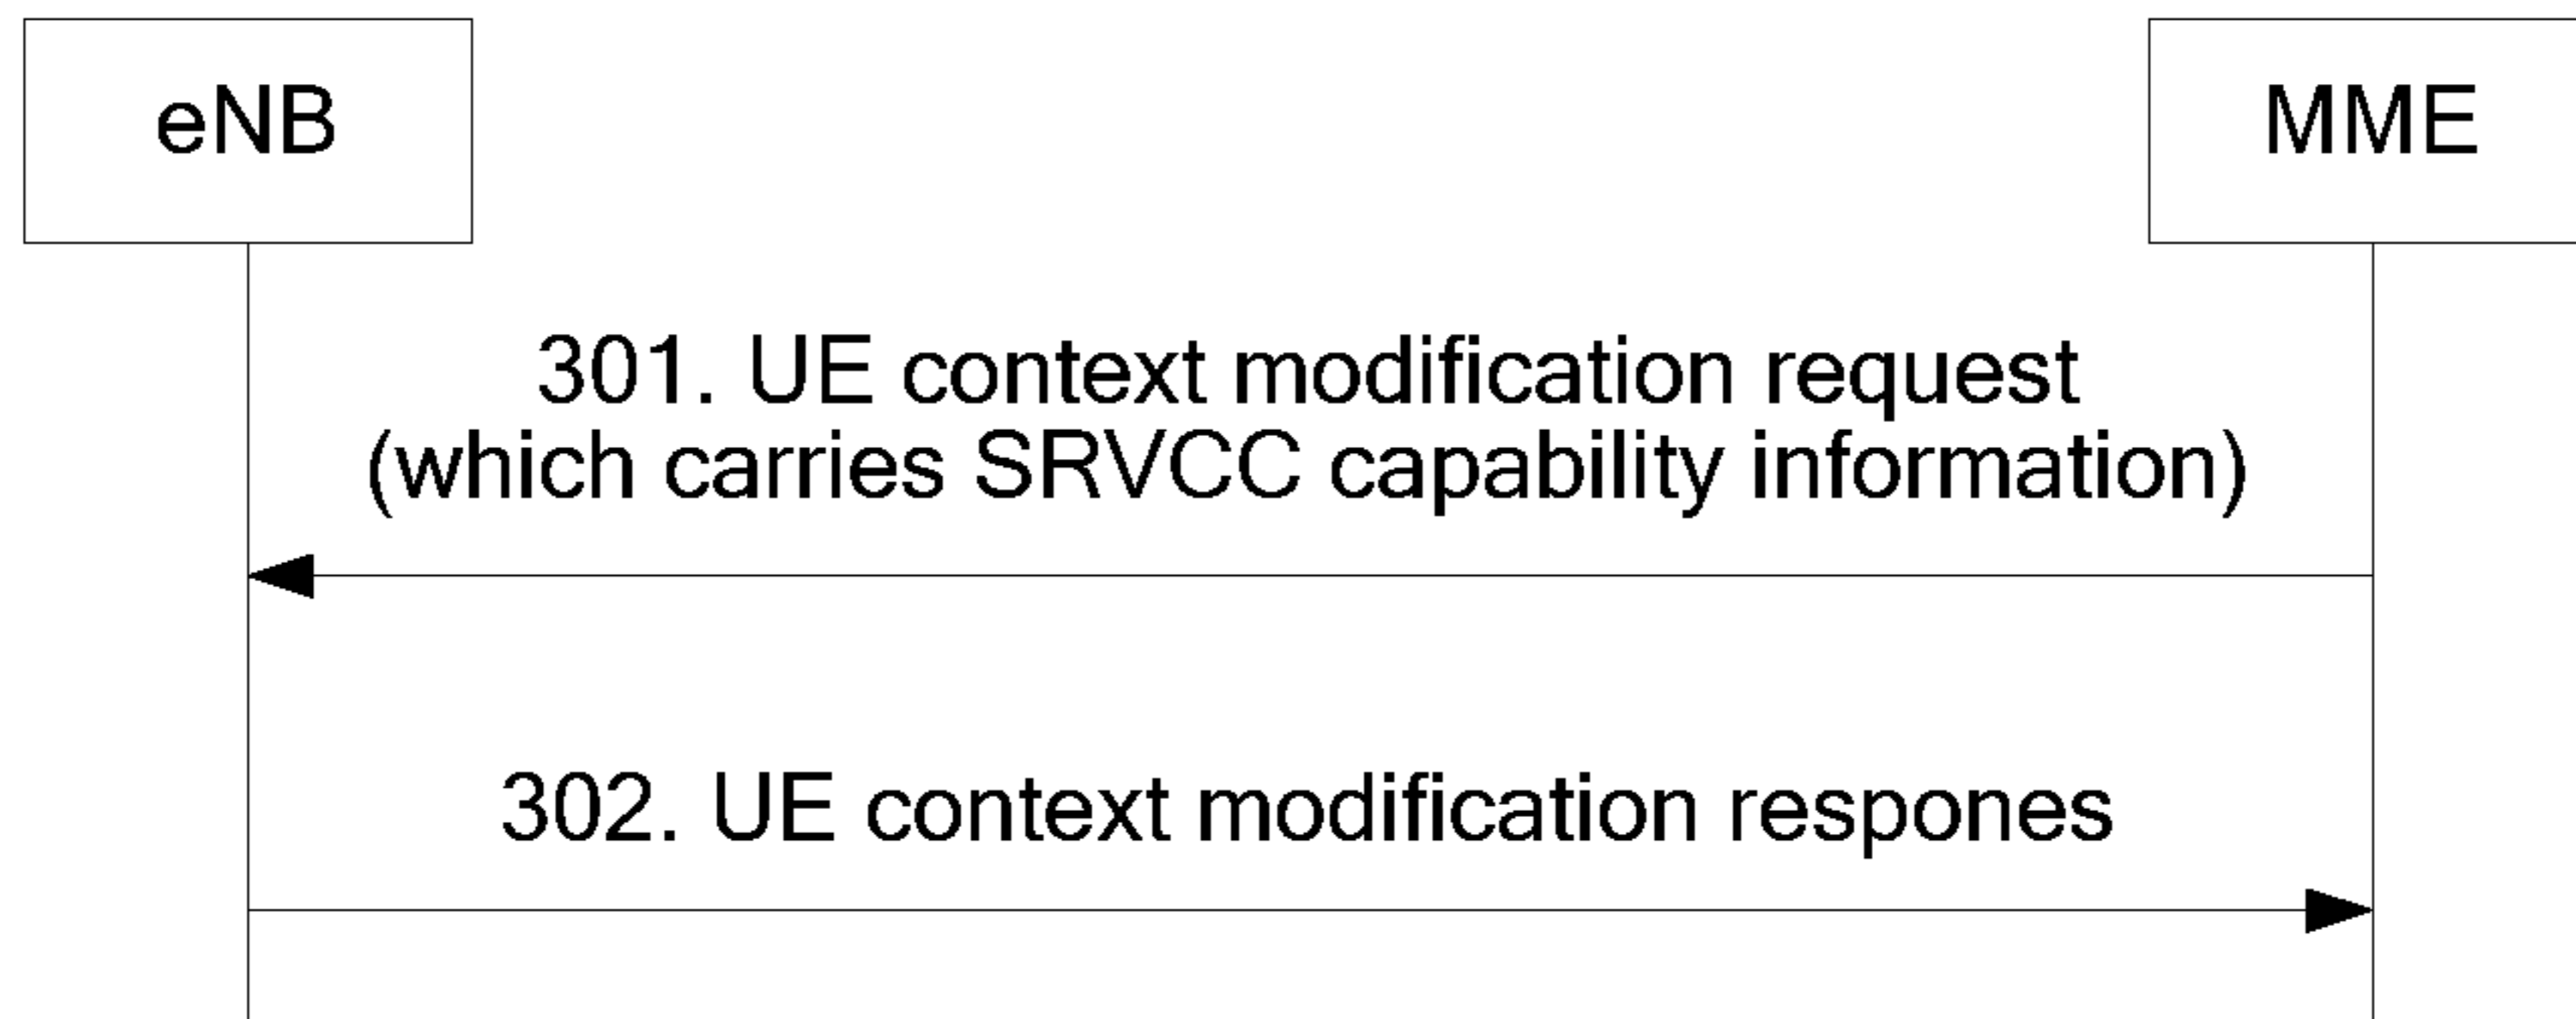 eNB
MME
301. UE context modification request
(which carries SRVCC capability information)
302. UE context modification respones